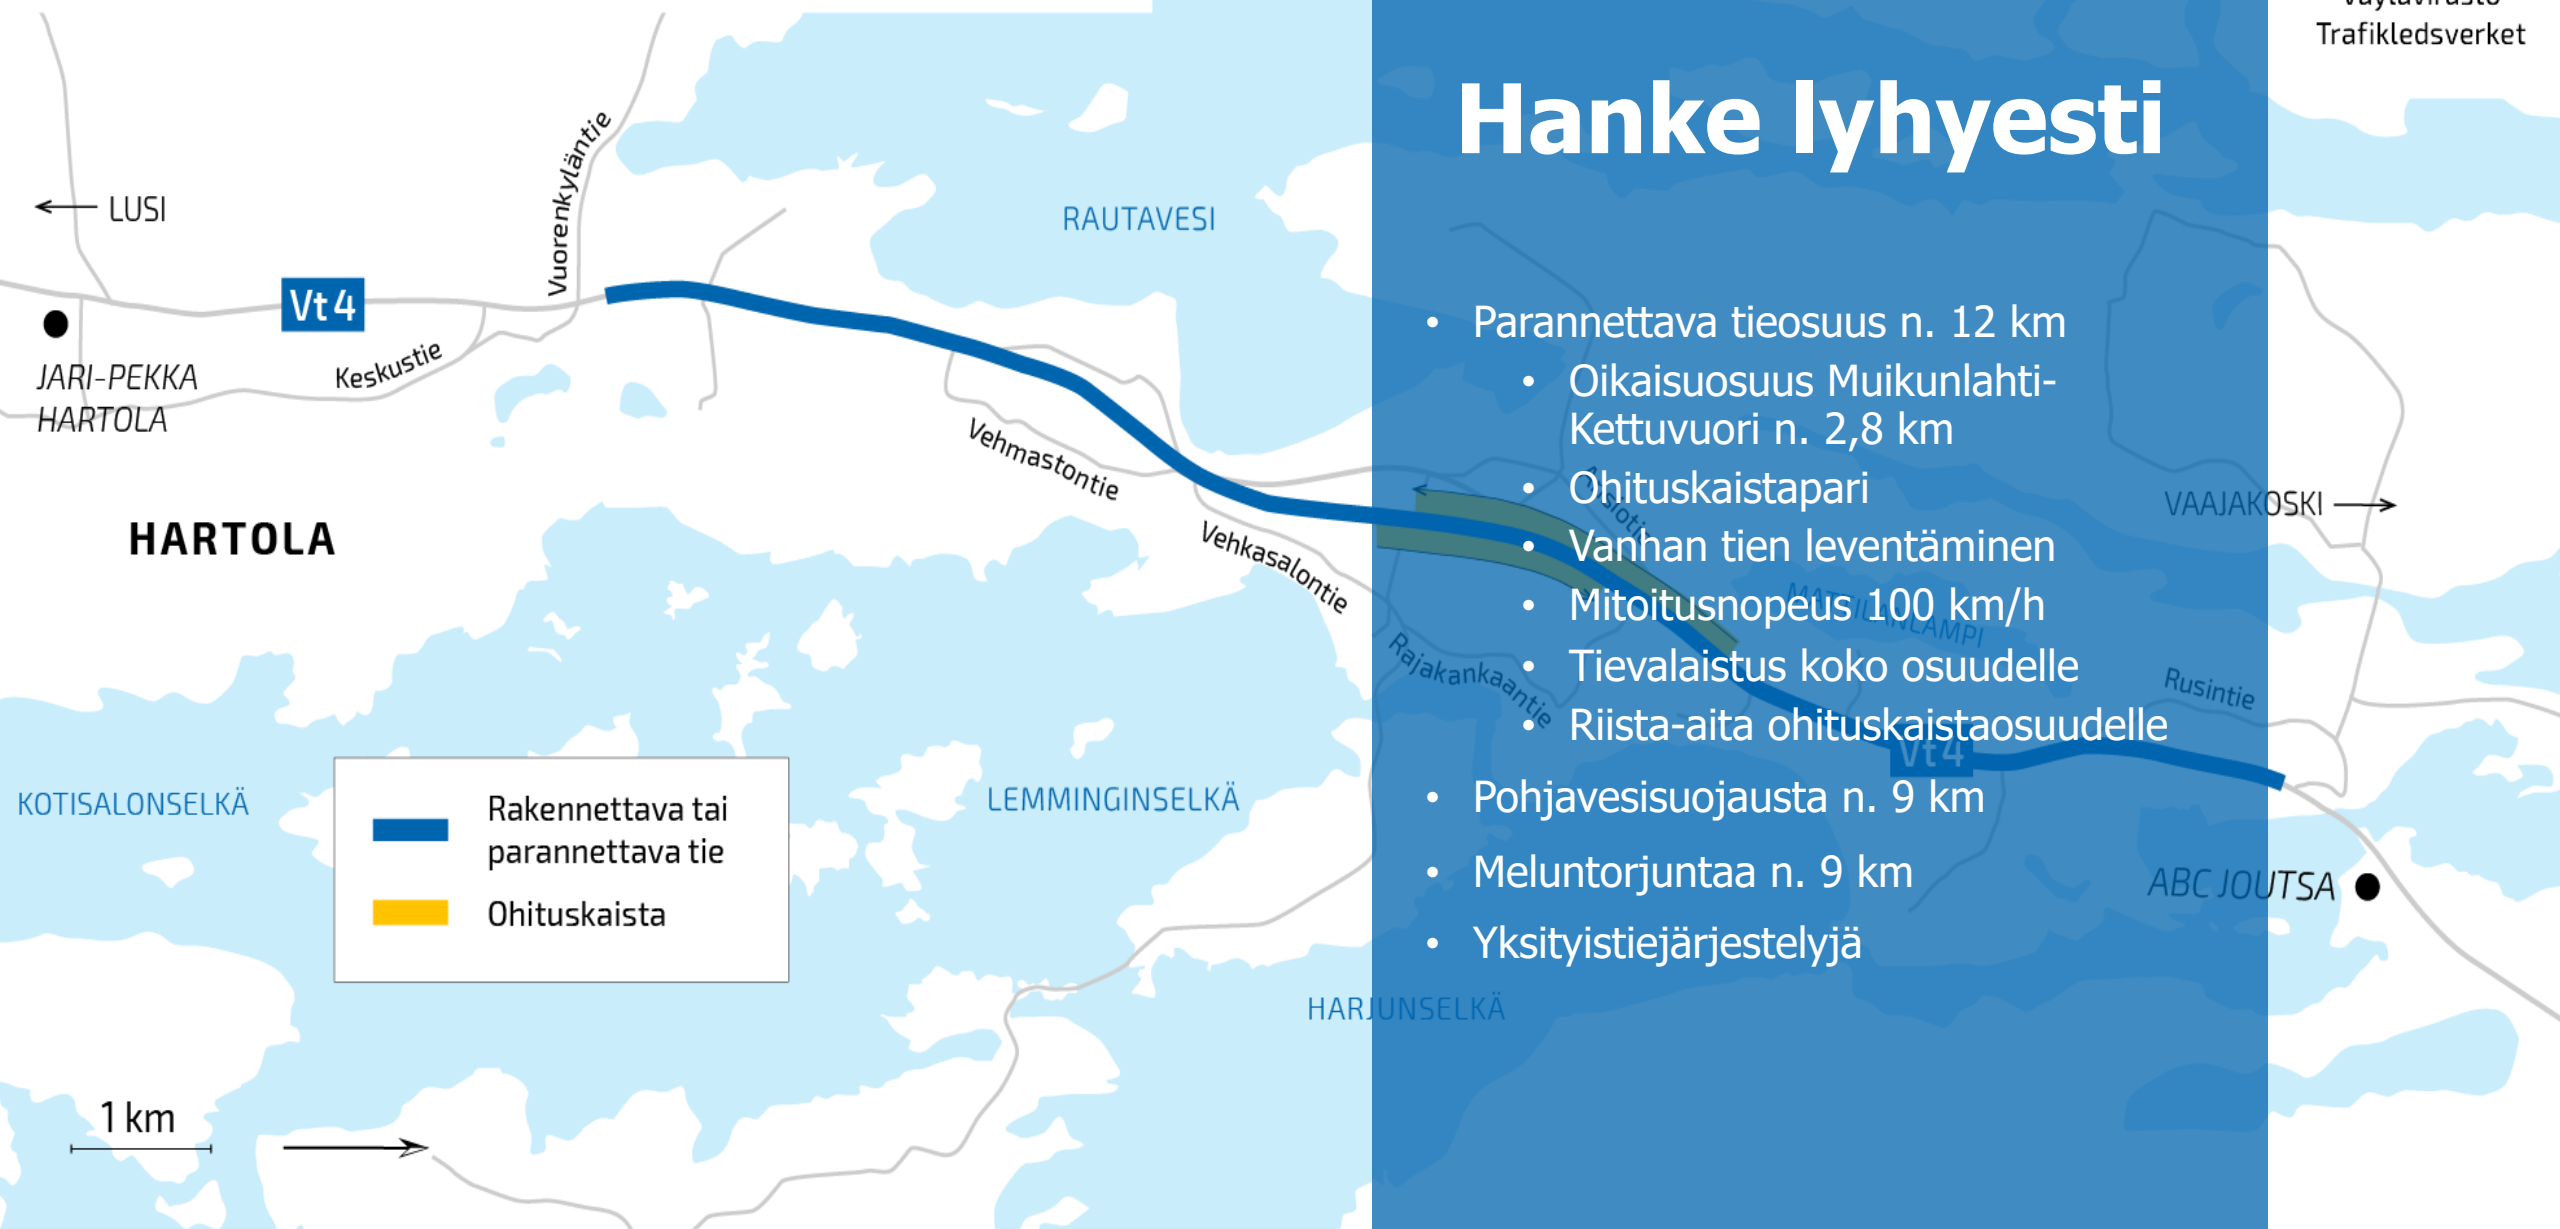 Trafikledsverket
Hanke lyhyesti
• Parannettava tieosuus n. 12 km
• Oikaisuosuus Muikunlahti-
Kettuvuori n. 2,8 km
• Ohituskaistapari
• Vanhan tien leventäminen
• Mitoitusnopeus 100 km/h
• Tievalaistus koko osuudelle
• Riista-aita ohituskaistaosuudelle
• Pohjavesisuojausta n. 9 km
• Meluntorjuntaa n. 9 km
• Yksityistiejärjestelyjä
LUSI
Vt 4
JARI-PEKKA
HARTOLA
Keskustie
Vuorenkyläntie
RAUTAVESI
HARTOLA
Vehmastontie
Vehkasalontie
Rajakankaantie
MATTILANLAMPI
VAAJAKOSKI
Rusintie
Vt 4
ABC JOUTSA
KOTISALONSELKÄ
LEMMINGINSELKÄ
HARJUNSELKÄ
Rakennettava tai
parannettava tie
Ohituskaista
1 km